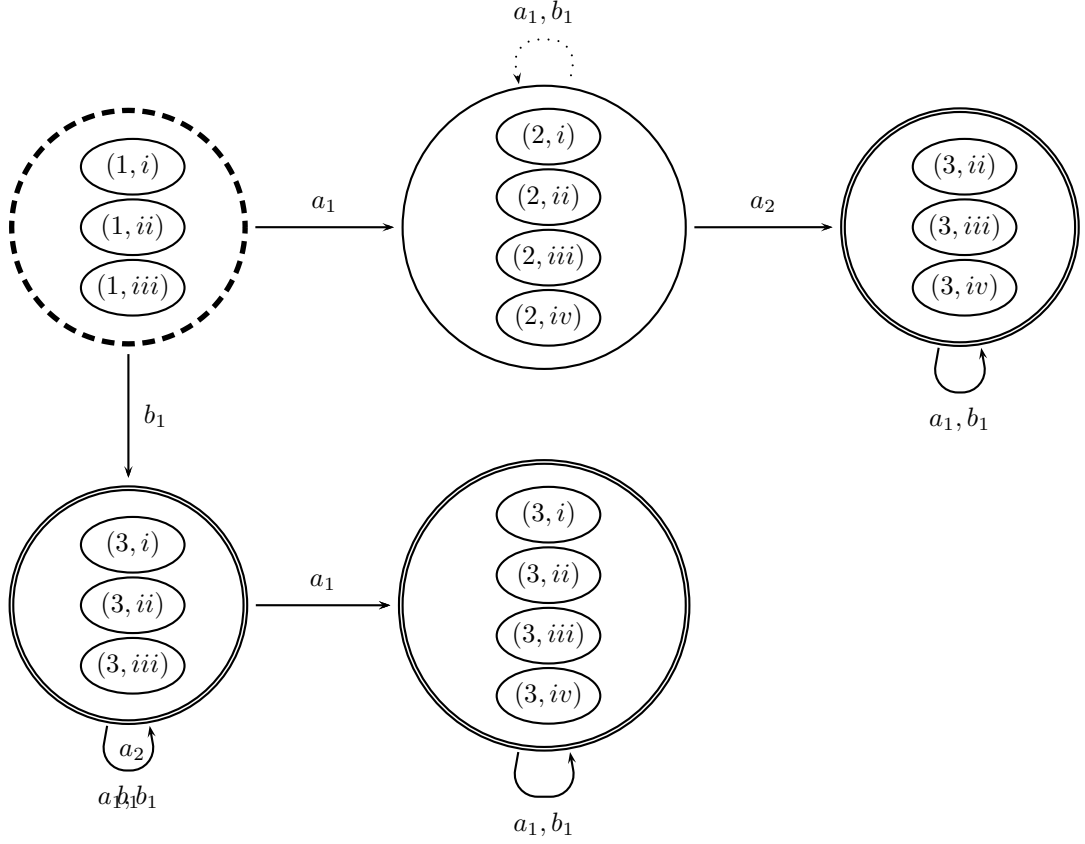 a₁, b₁
(1, i)
(1, ii)
(1, iii)
a₁
(2, i)
(2, ii)
(2, iii)
(2, iv)
a₂
(3, ii)
(3, iii)
(3, iv)
a₁, b₁
b₁
(3, i)
(3, ii)
(3, iii)
a₁
(3, i)
(3, ii)
(3, iii)
(3, iv)
a₂
a₁, b₁